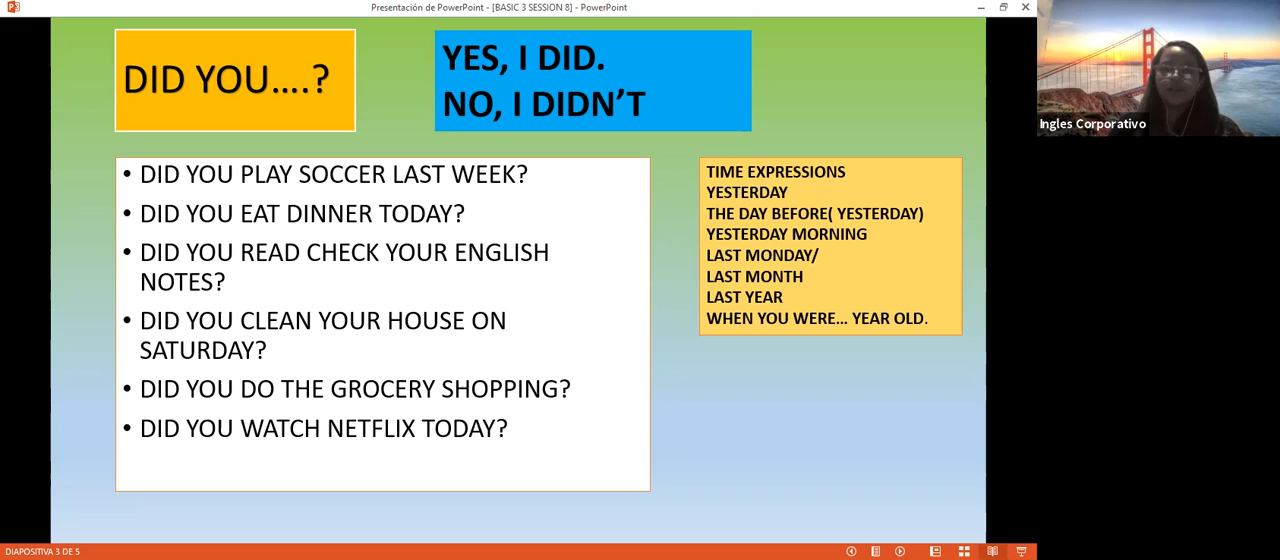 Presentación de PowerPoint - [BASIC 3 SESSION 8] - PowerPoint
DID YOU....?
YES, I DID.
NO, I DIDN'T
• DID YOU PLAY SOCCER LAST WEEK?
• DID YOU EAT DINNER TODAY?
• DID YOU READ CHECK YOUR ENGLISH
NOTES?
• DID YOU CLEAN YOUR HOUSE ON
SATURDAY?
• DID YOU DO THE GROCERY SHOPPING?
• DID YOU WATCH NETFLIX TODAY?
TIME EXPRESSIONS
YESTERDAY
THE DAY BEFORE( YESTERDAY)
YESTERDAY MORNING
LAST MONDAY/
LAST MONTH
LAST YEAR
WHEN YOU WERE... YEAR OLD.
Ingles Corporativo
DIAPOSITIVA 3 DE 5